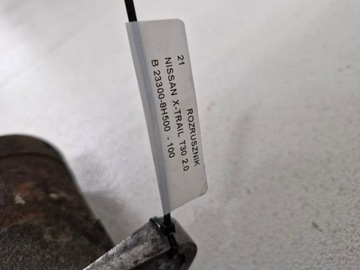 21 ROZRUSZNIK
NISSAN X-TRAIL T30 2.0
B 23300-8H500 - 100